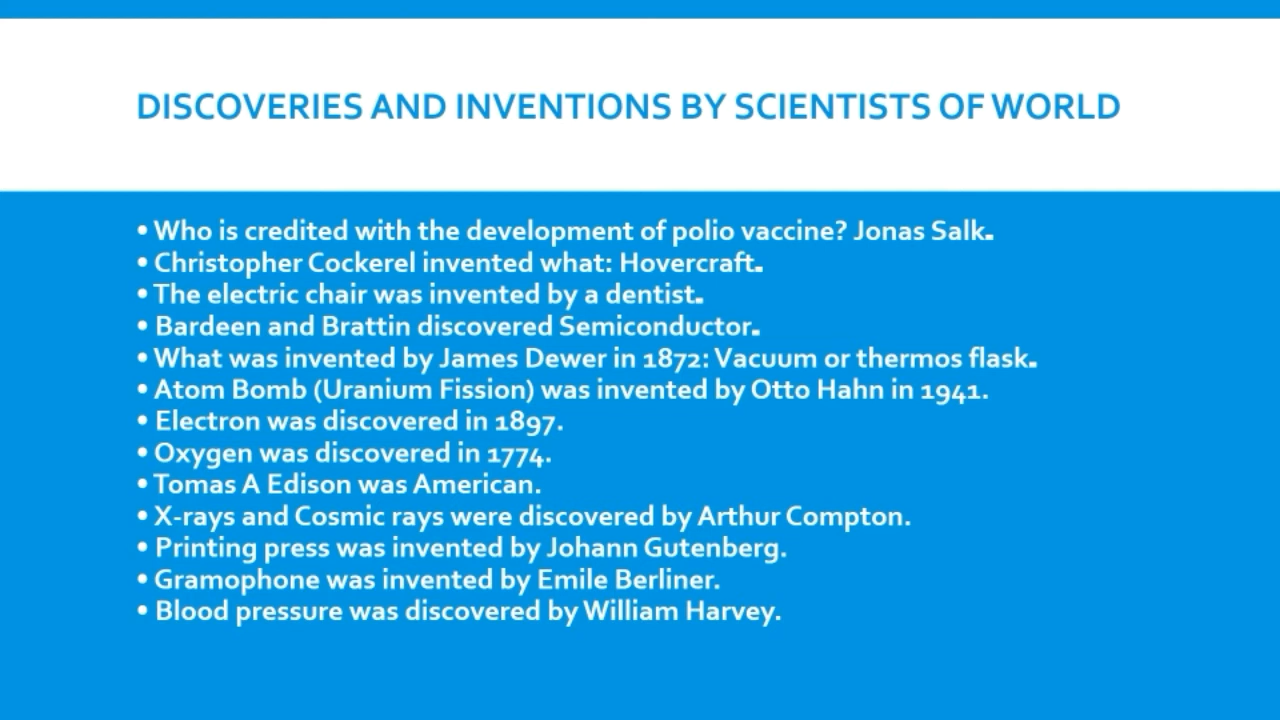 DISCOVERIES AND INVENTIONS BY SCIENTISTS OF WORLD
• Who is credited with the development of polio vaccine? Jonas Salk.
• Christopher Cockerel invented what: Hovercraft.
• The electric chair was invented by a dentist.
• Bardeen and Brattin discovered Semiconductor.
• What was invented by James Dewer in 1872: Vacuum or thermos flask.
• Atom Bomb (Uranium Fission) was invented by Otto Hahn in 1941.
• Electron was discovered in 1897.
• Oxygen was discovered in 1774.
• Tomas A Edison was American.
• X-rays and Cosmic rays were discovered by Arthur Compton.
• Printing press was invented by Johann Gutenberg.
• Gramophone was invented by Emile Berliner.
• Blood pressure was discovered by William Harvey.